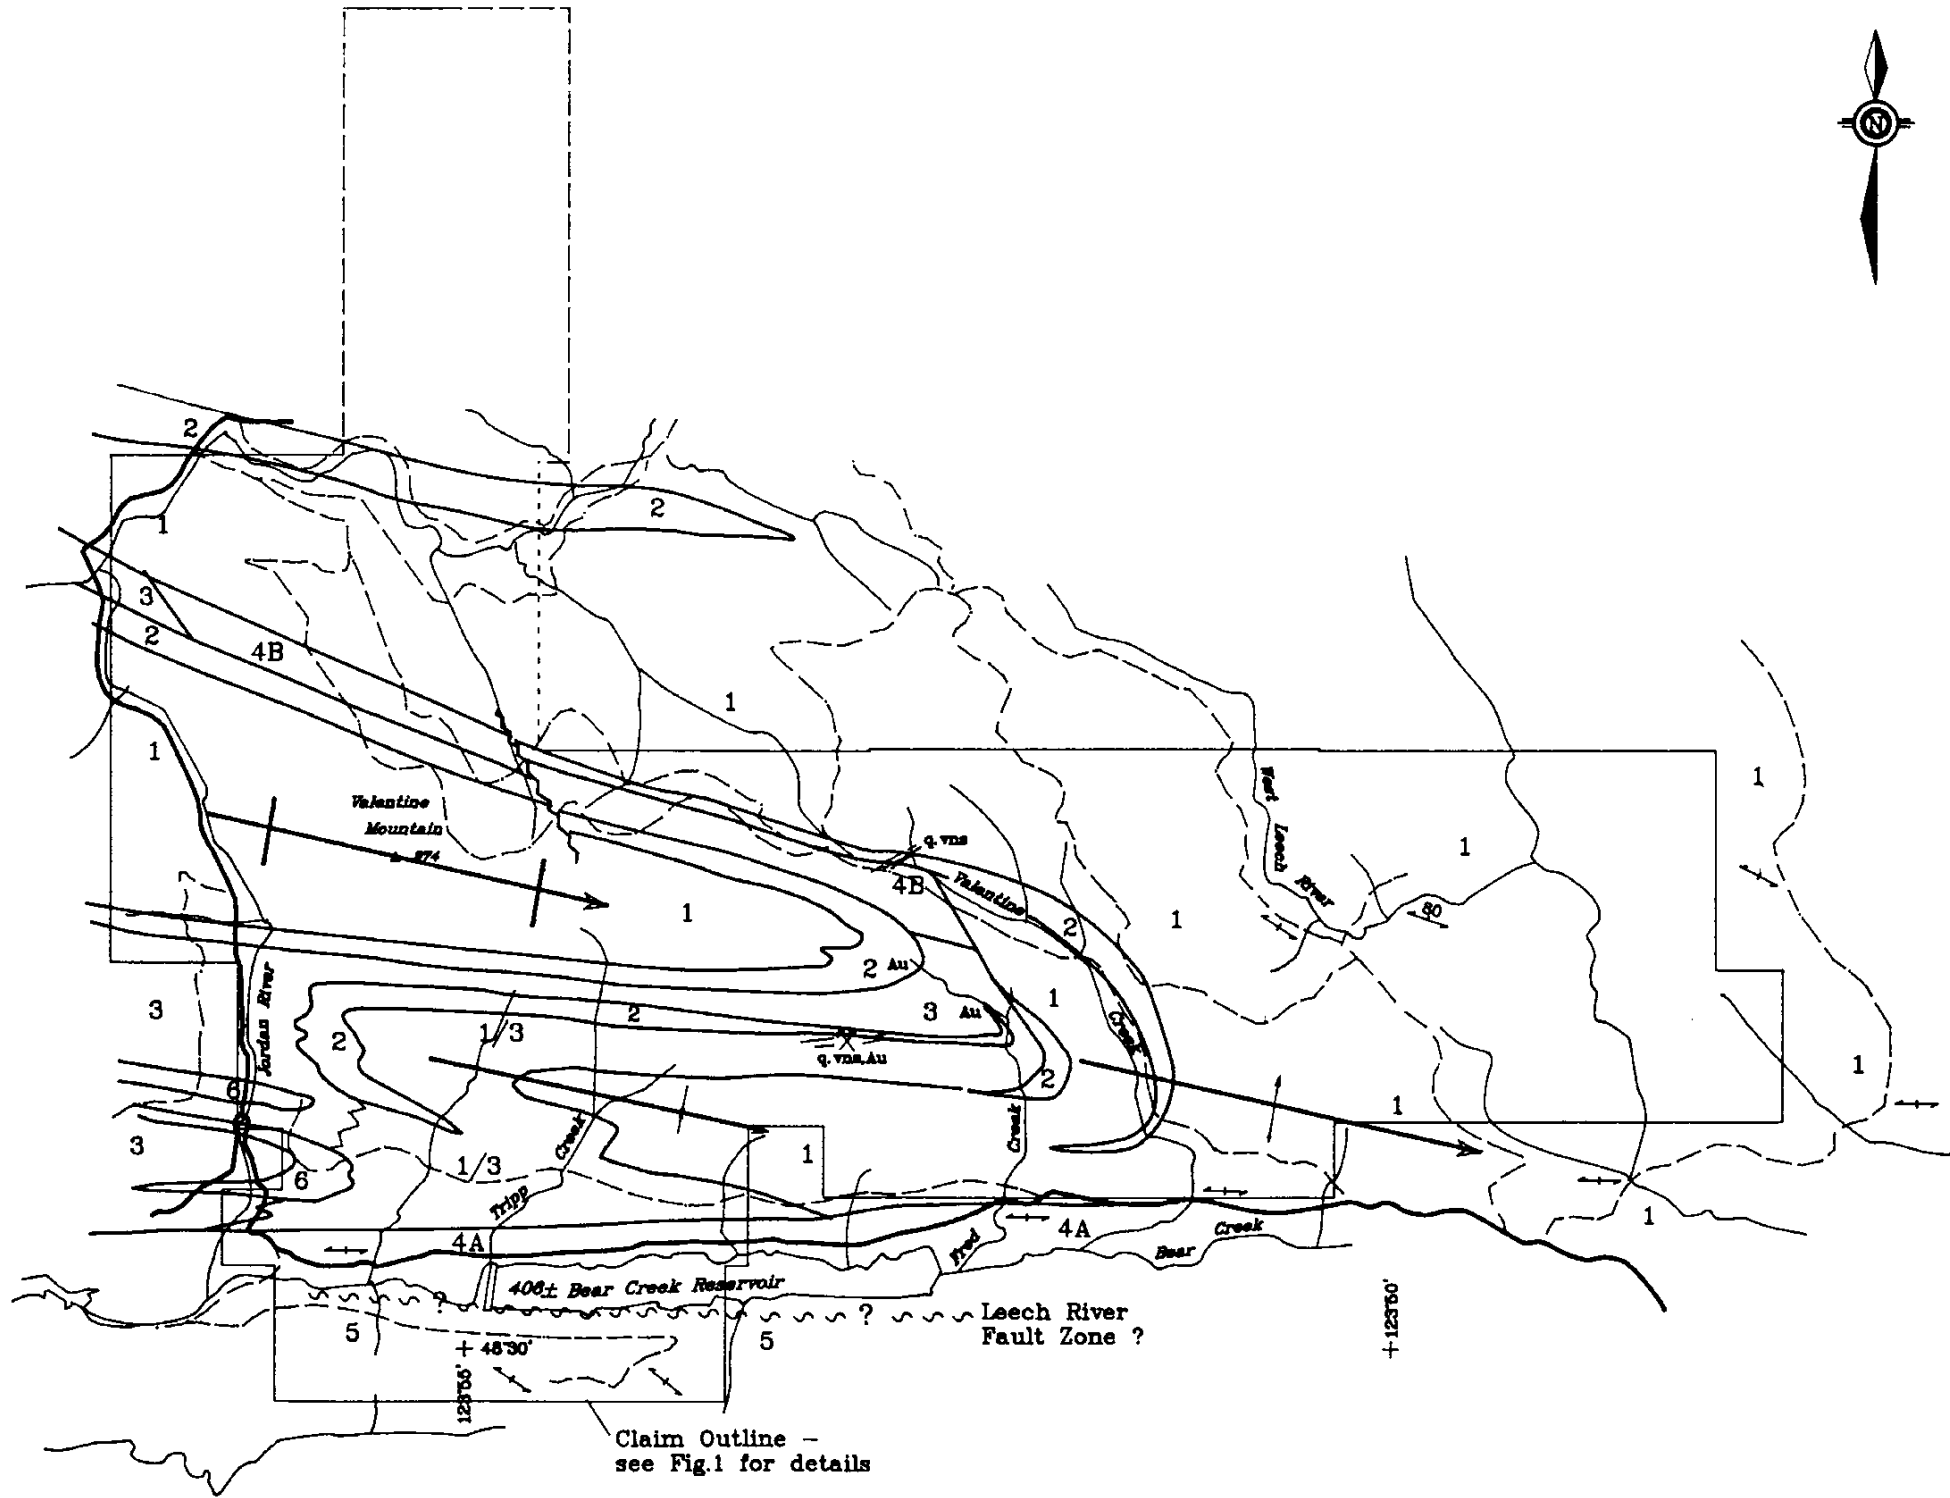 N
2
2
1
3
2
4B
1
1
1
Valentine
Mountain
974
q.vns
4B
Valentine
West
Leech
River
1
80
1
1
2
2
Au
3
Jordan River
3
Au
1
2
1/3
2
q.vns,Au
Creek
1
6
2
1
3
Creek
Creek
1
1/3
6
Tripp
4A
Fred
4A
Creek
Bear
1
406± Bear Creek Reservoir
?
?
Leech River
Fault Zone ?
5
5
48°30'
123°55'
123°50'
Claim Outline –
see Fig.1 for details